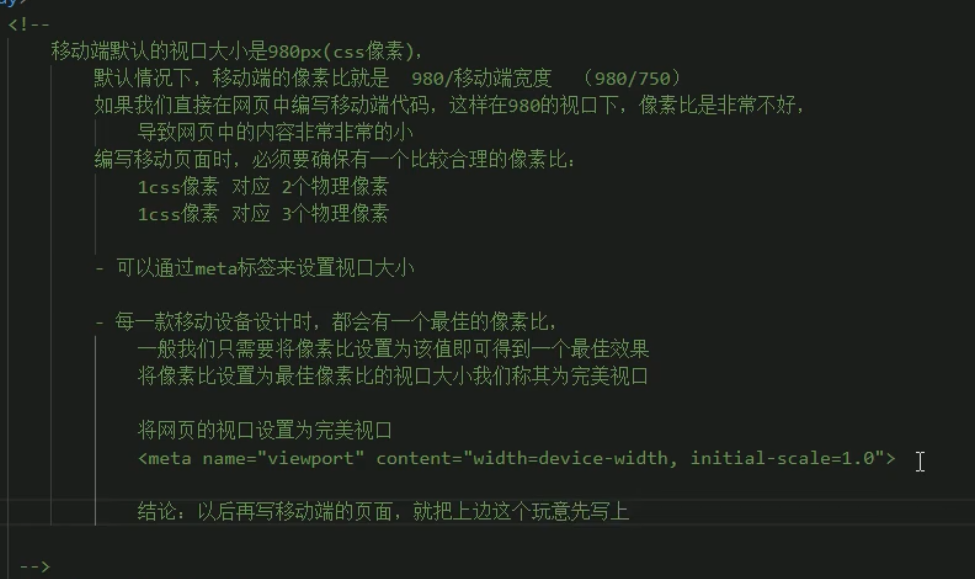 <!--
移动端默认的视口大小是980px(css像素),
默认情况下，移动端的像素比就是 980/移动端宽度 （980/750）
如果我们直接在网页中编写移动端代码，这样在980的视口下，像素比是非常不好，
导致网页中的内容非常非常的小
编写移动页面时，必须要确保有一个比较合理的像素比：
1css像素 对应 2个物理像素
1css像素 对应 3个物理像素
- 可以通过meta标签来设置视口大小
- 每一款移动设备设计时，都会有一个最佳的像素比，
一般我们只需要将像素比设置为该值即可得到一个最佳效果
将像素比设置为最佳像素比的视口大小我们称其为完美视口
将网页的视口设置为完美视口
<meta name="viewport" content="width=device-width, initial-scale=1.0">
结论：以后再写移动端的页面，就把上边这个玩意先写上
-->